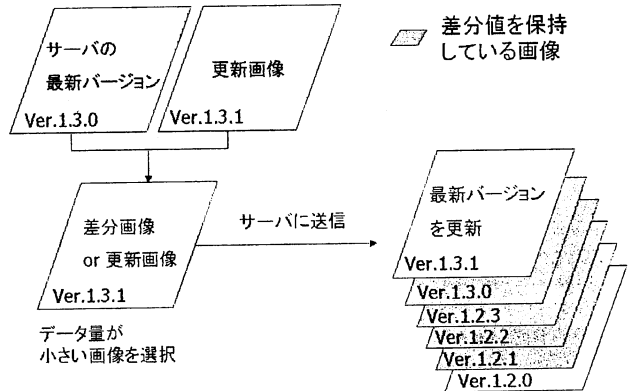 サーバの
最新バージョン
Ver.1.3.0
更新画像
Ver.1.3.1
差分値を保持
している画像
差分画像
or 更新画像
Ver.1.3.1
データ量が
小さい画像を選択
サーバに送信
最新バージョン
を更新
Ver.1.3.1
Ver.1.3.0
Ver.1.2.3
Ver.1.2.2
Ver.1.2.1
Ver.1.2.0